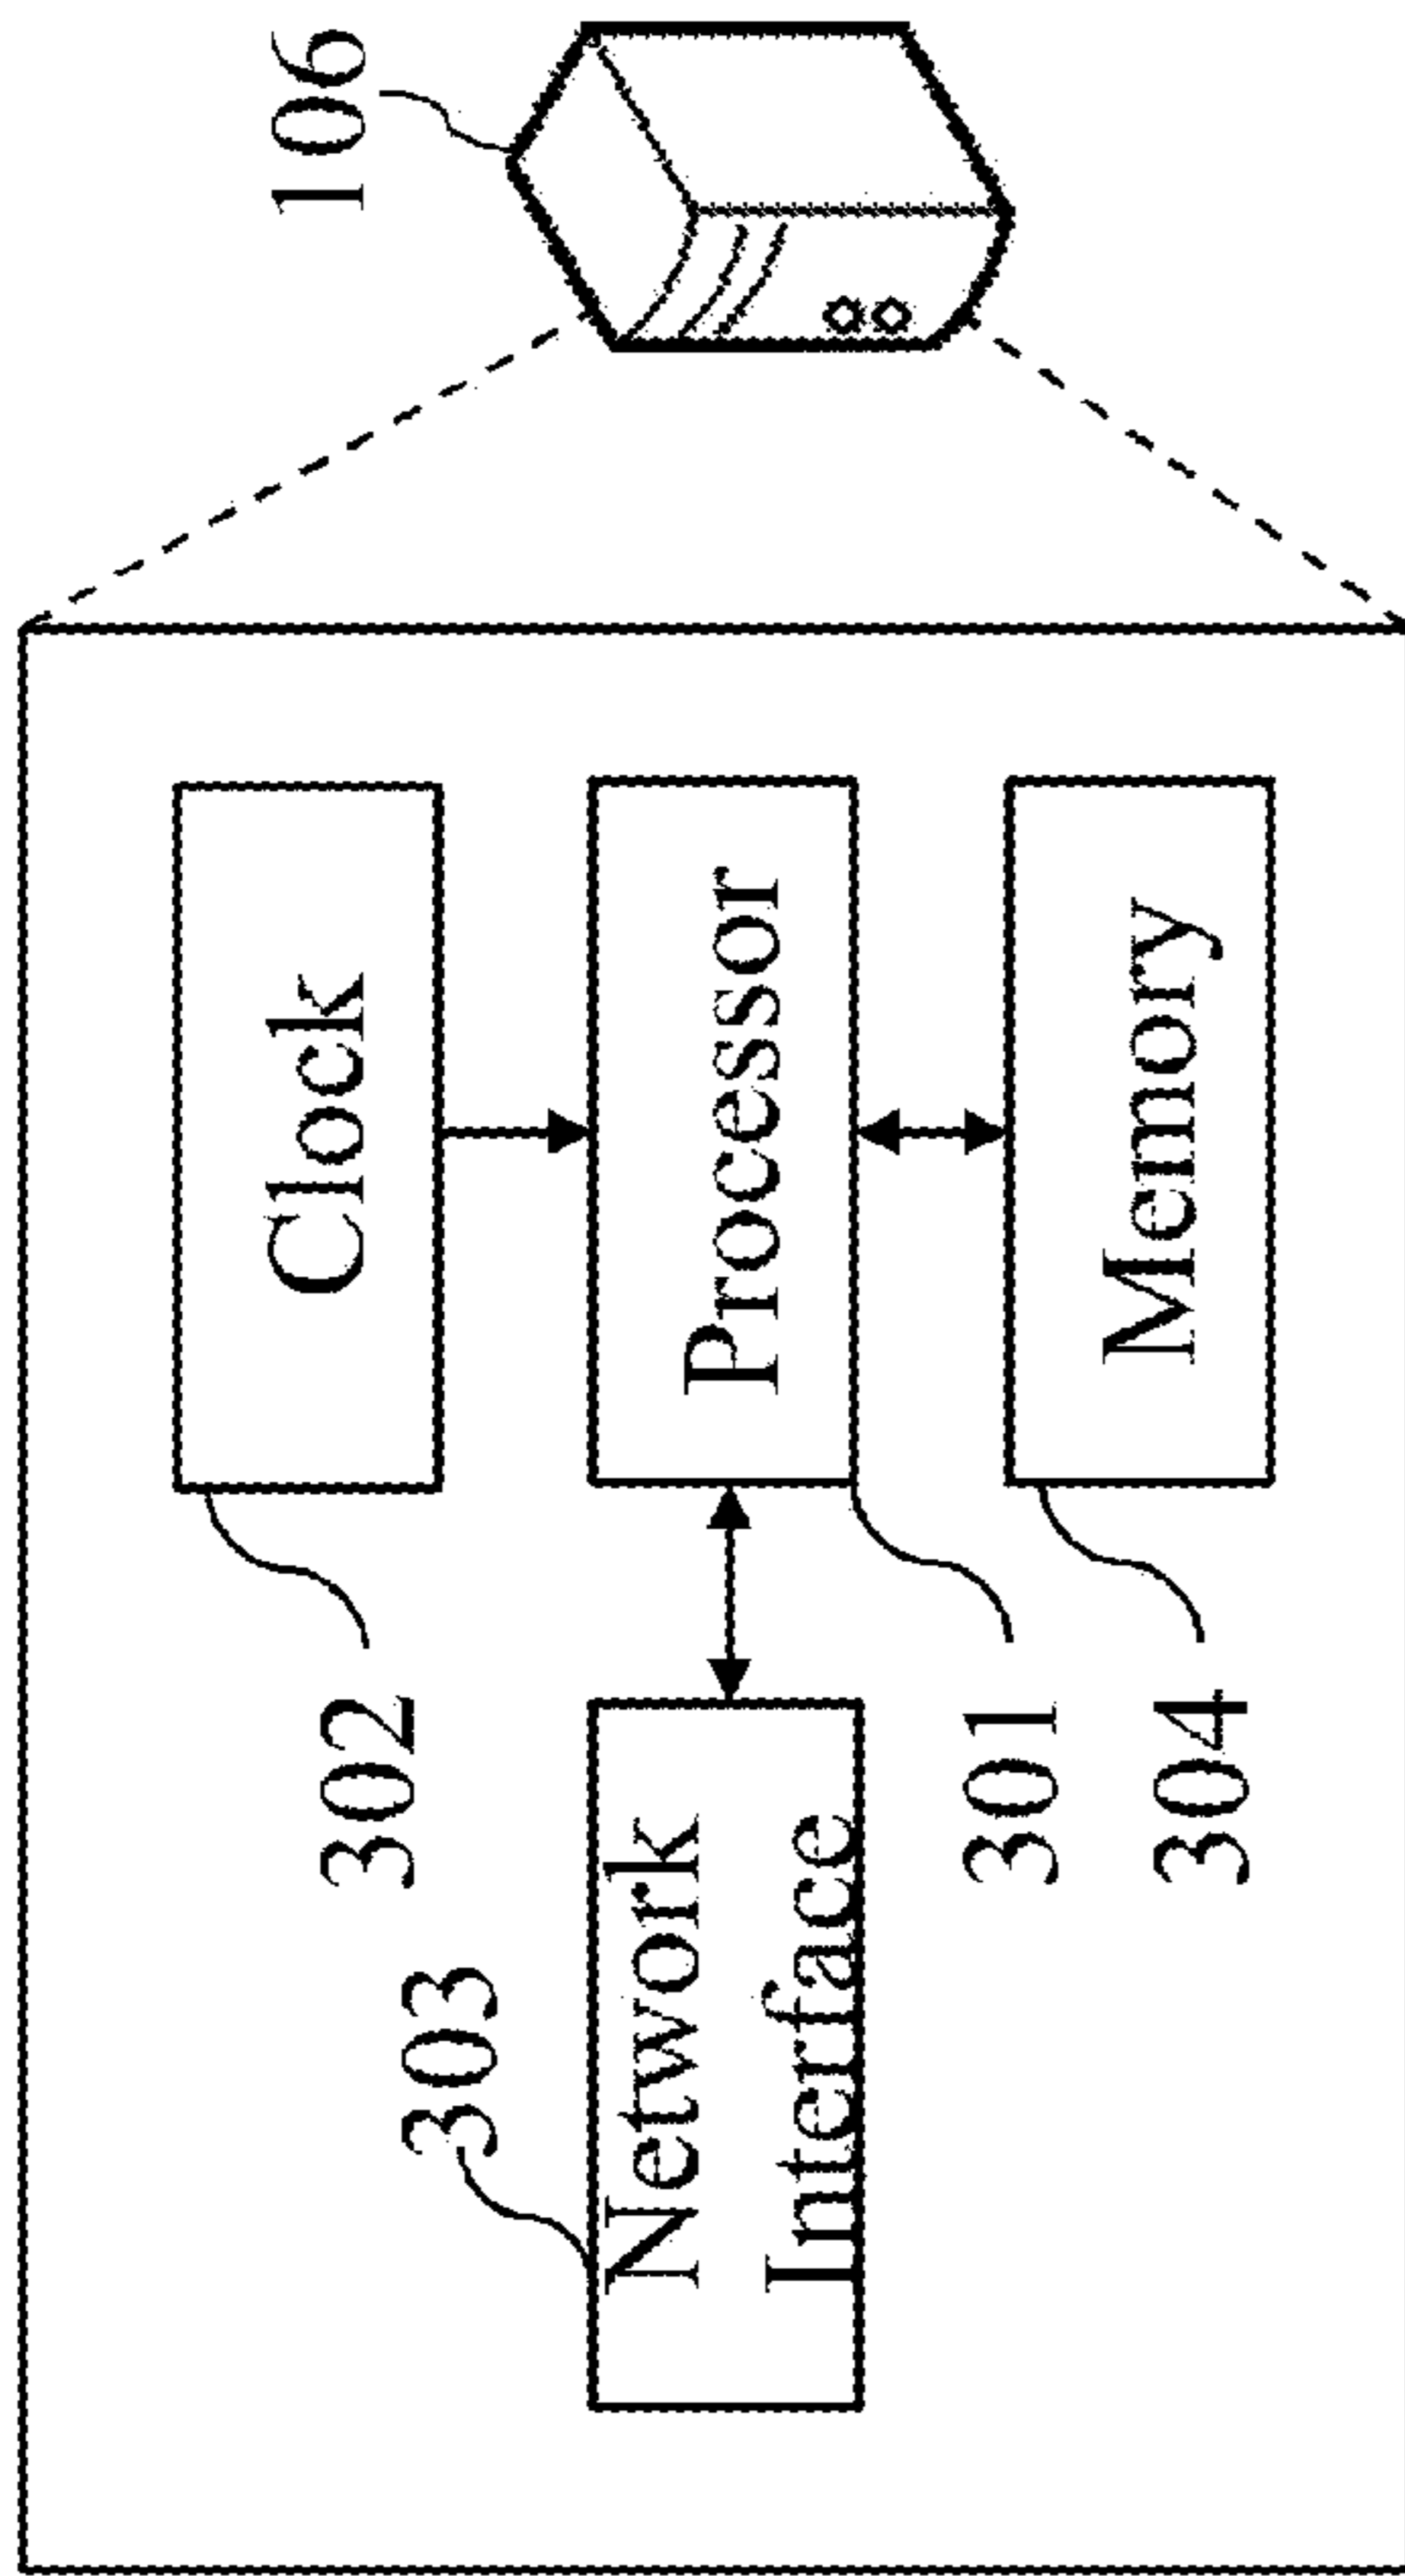 Clock
106
302
303
Network
Interface
Processor
301
304
Memory